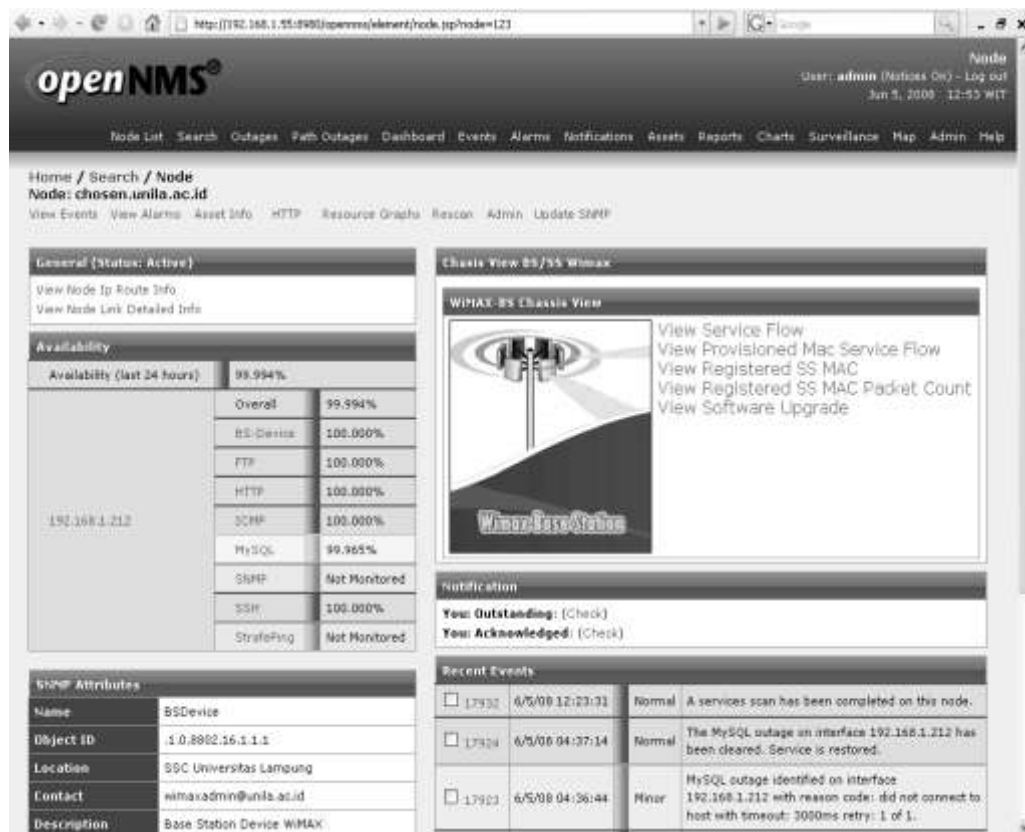 http://192.168.1.55:8980/opennms/element/node.jsp?node=123
Google
openNMS®
Node
User: admin (Notices On) - Log out
Jun 5, 2008 12:53 WIT
Node List Search Outages Path Outages Dashboard Events Alarms Notifications Assets Reports Charts Surveillance Map Admin Help
Home / Search / Node
Node: chosen.unila.ac.id
View Events View Alarms Asset Info HTTP Resource Graphs Rescan Admin Update SNMP
General (Status: Active)
View Node Ip Route Info
View Node Link Detailed Info
Availability
Availability (last 24 hours) 99.994%
192.168.1.212
Overall 99.994%
BS-Device 100.000%
FTP 100.000%
HTTP 100.000%
ICMP 100.000%
MySQL 99.965%
SNMP Not Monitored
SSH 100.000%
StrafePing Not Monitored
SNMP Attributes
Name BSDevice
Object ID .1.0.8802.16.1.1.1
Location SSC Universitas Lampung
Contact wimaxadmin@unila.ac.id
Description Base Station Device WiMAX
Chasis View BS/SS Wimax
WiMAX-BS Chassis View
Wimax Base Station
View Service Flow
View Provisioned Mac Service Flow
View Registered SS MAC
View Registered SS MAC Packet Count
View Software Upgrade
Notification
You: Outstanding: (Check)
You: Acknowledged: (Check)
Recent Events
17932 6/5/08 12:23:31 Normal A services scan has been completed on this node.
17924 6/5/08 04:37:14 Normal The MySQL outage on interface 192.168.1.212 has
been cleared. Service is restored.
17923 6/5/08 04:36:44 Minor MySQL outage identified on interface
192.168.1.212 with reason code: did not connect to
host with timeout: 3000ms retry: 1 of 1.